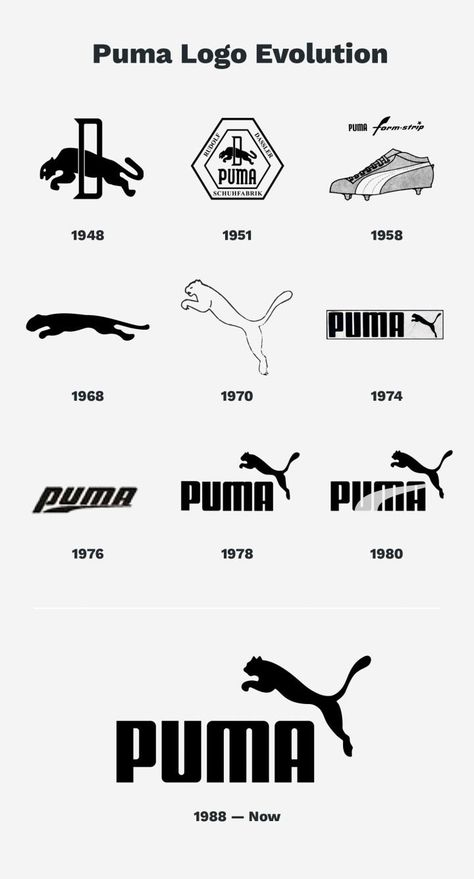 Puma Logo Evolution
D
RUDOLF DASSLER
D
PUMA
SCHUHFABRIK
PUMA form-strip
1948
1951
1958
PUMA
1968
1970
1974
PUMA
PUMA
PUMA
1976
1978
1980
PUMA
1988 — Now